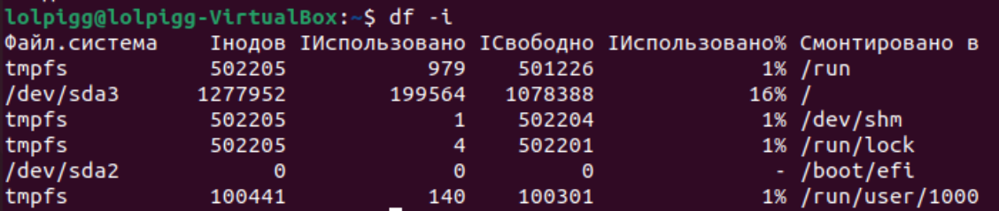 lolpigg@lolpigg-VirtualBox:~$ df -i
Файл.система Iнодов IИспользовано IСвободно IИспользовано% Смонтировано в
tmpfs 502205 979 501226 1% /run
/dev/sda3 1277952 199564 1078388 16% /
tmpfs 502205 1 502204 1% /dev/shm
tmpfs 502205 4 502201 1% /run/lock
/dev/sda2 0 0 0 - /boot/efi
tmpfs 100441 140 100301 1% /run/user/1000